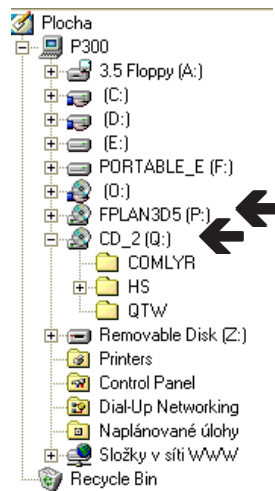 Plocha
P300
3.5 Floppy (A:)
(C:)
(D:)
(E:)
PORTABLE_E (F:)
(O:)
FPLAN3D5 (P:)
CD_2 (Q:)
COMLYR
HS
QTW
Removable Disk (Z:)
Printers
Control Panel
Dial-Up Networking
Naplánované úlohy
Složky v síti WWW
Recycle Bin